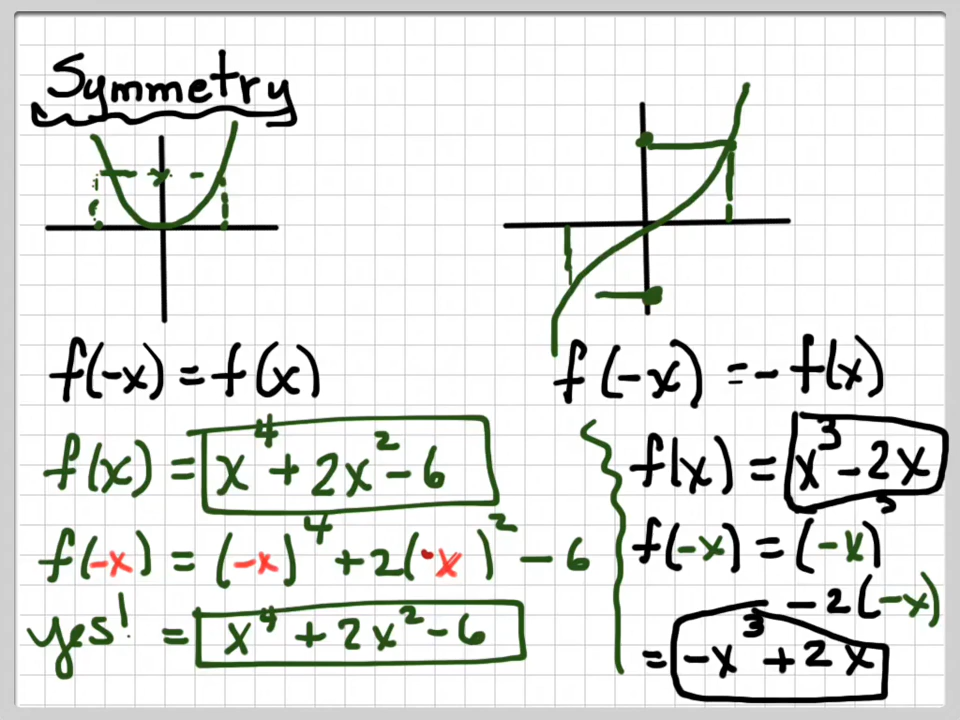 Symmetry
f(-x) = f(x)
f(x) = x⁴ + 2x² - 6
f(-x) = (-x)⁴ + 2(-x)² - 6
yes! = x⁴ + 2x² - 6
f(-x) = - f(x)
f(x) = x³ - 2x
f(-x) = (-x)³
- 2(-x)
= -x³ + 2x